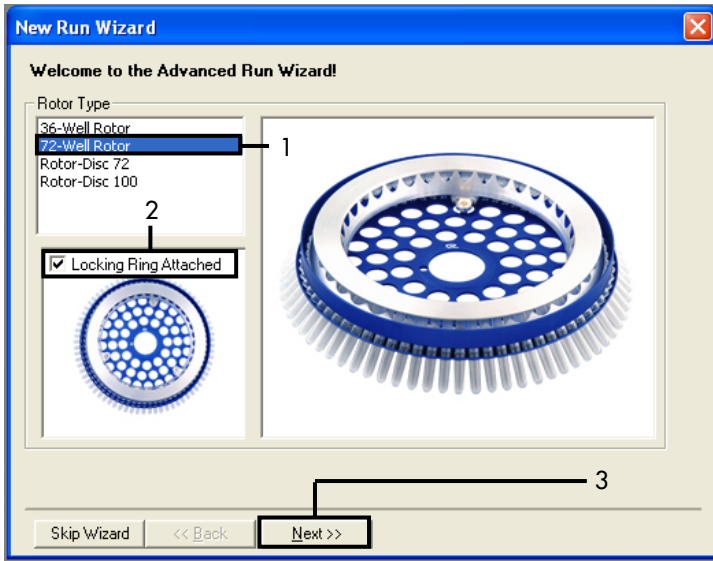 New Run Wizard
Welcome to the Advanced Run Wizard!
Rotor Type
36-Well Rotor
72-Well Rotor
Rotor-Disc 72
Rotor-Disc 100
1
2
Locking Ring Attached
3
Skip Wizard
<< Back
Next >>